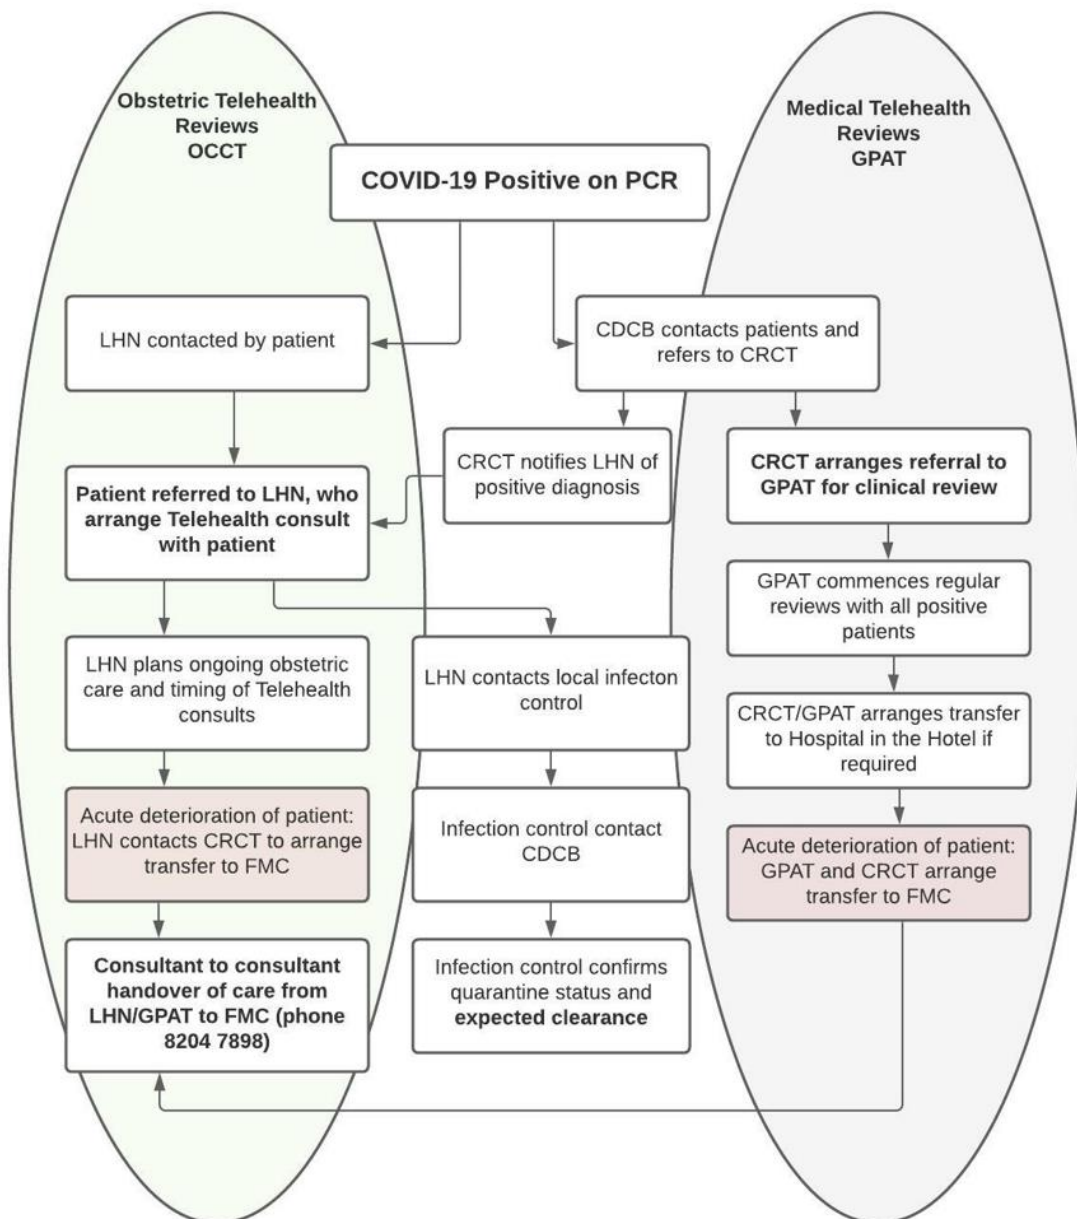 Obstetric Telehealth
Reviews
OCCT
Medical Telehealth
Reviews
GPAT
COVID-19 Positive on PCR
LHN contacted by patient
CDCB contacts patients and
refers to CRCT
CRCT notifies LHN of
positive diagnosis
CRCT arranges referral to
GPAT for clinical review
Patient referred to LHN, who
arrange Telehealth consult
with patient
GPAT commences regular
reviews with all positive
patients
LHN plans ongoing obstetric
care and timing of Telehealth
consults
LHN contacts local infecton
control
CRCT/GPAT arranges transfer
to Hospital in the Hotel if
required
Acute deterioration of patient:
LHN contacts CRCT to arrange
transfer to FMC
Infection control contact
CDCB
Acute deterioration of patient:
GPAT and CRCT arrange
transfer to FMC
Consultant to consultant
handover of care from
LHN/GPAT to FMC (phone
8204 7898)
Infection control confirms
quarantine status and
expected clearance